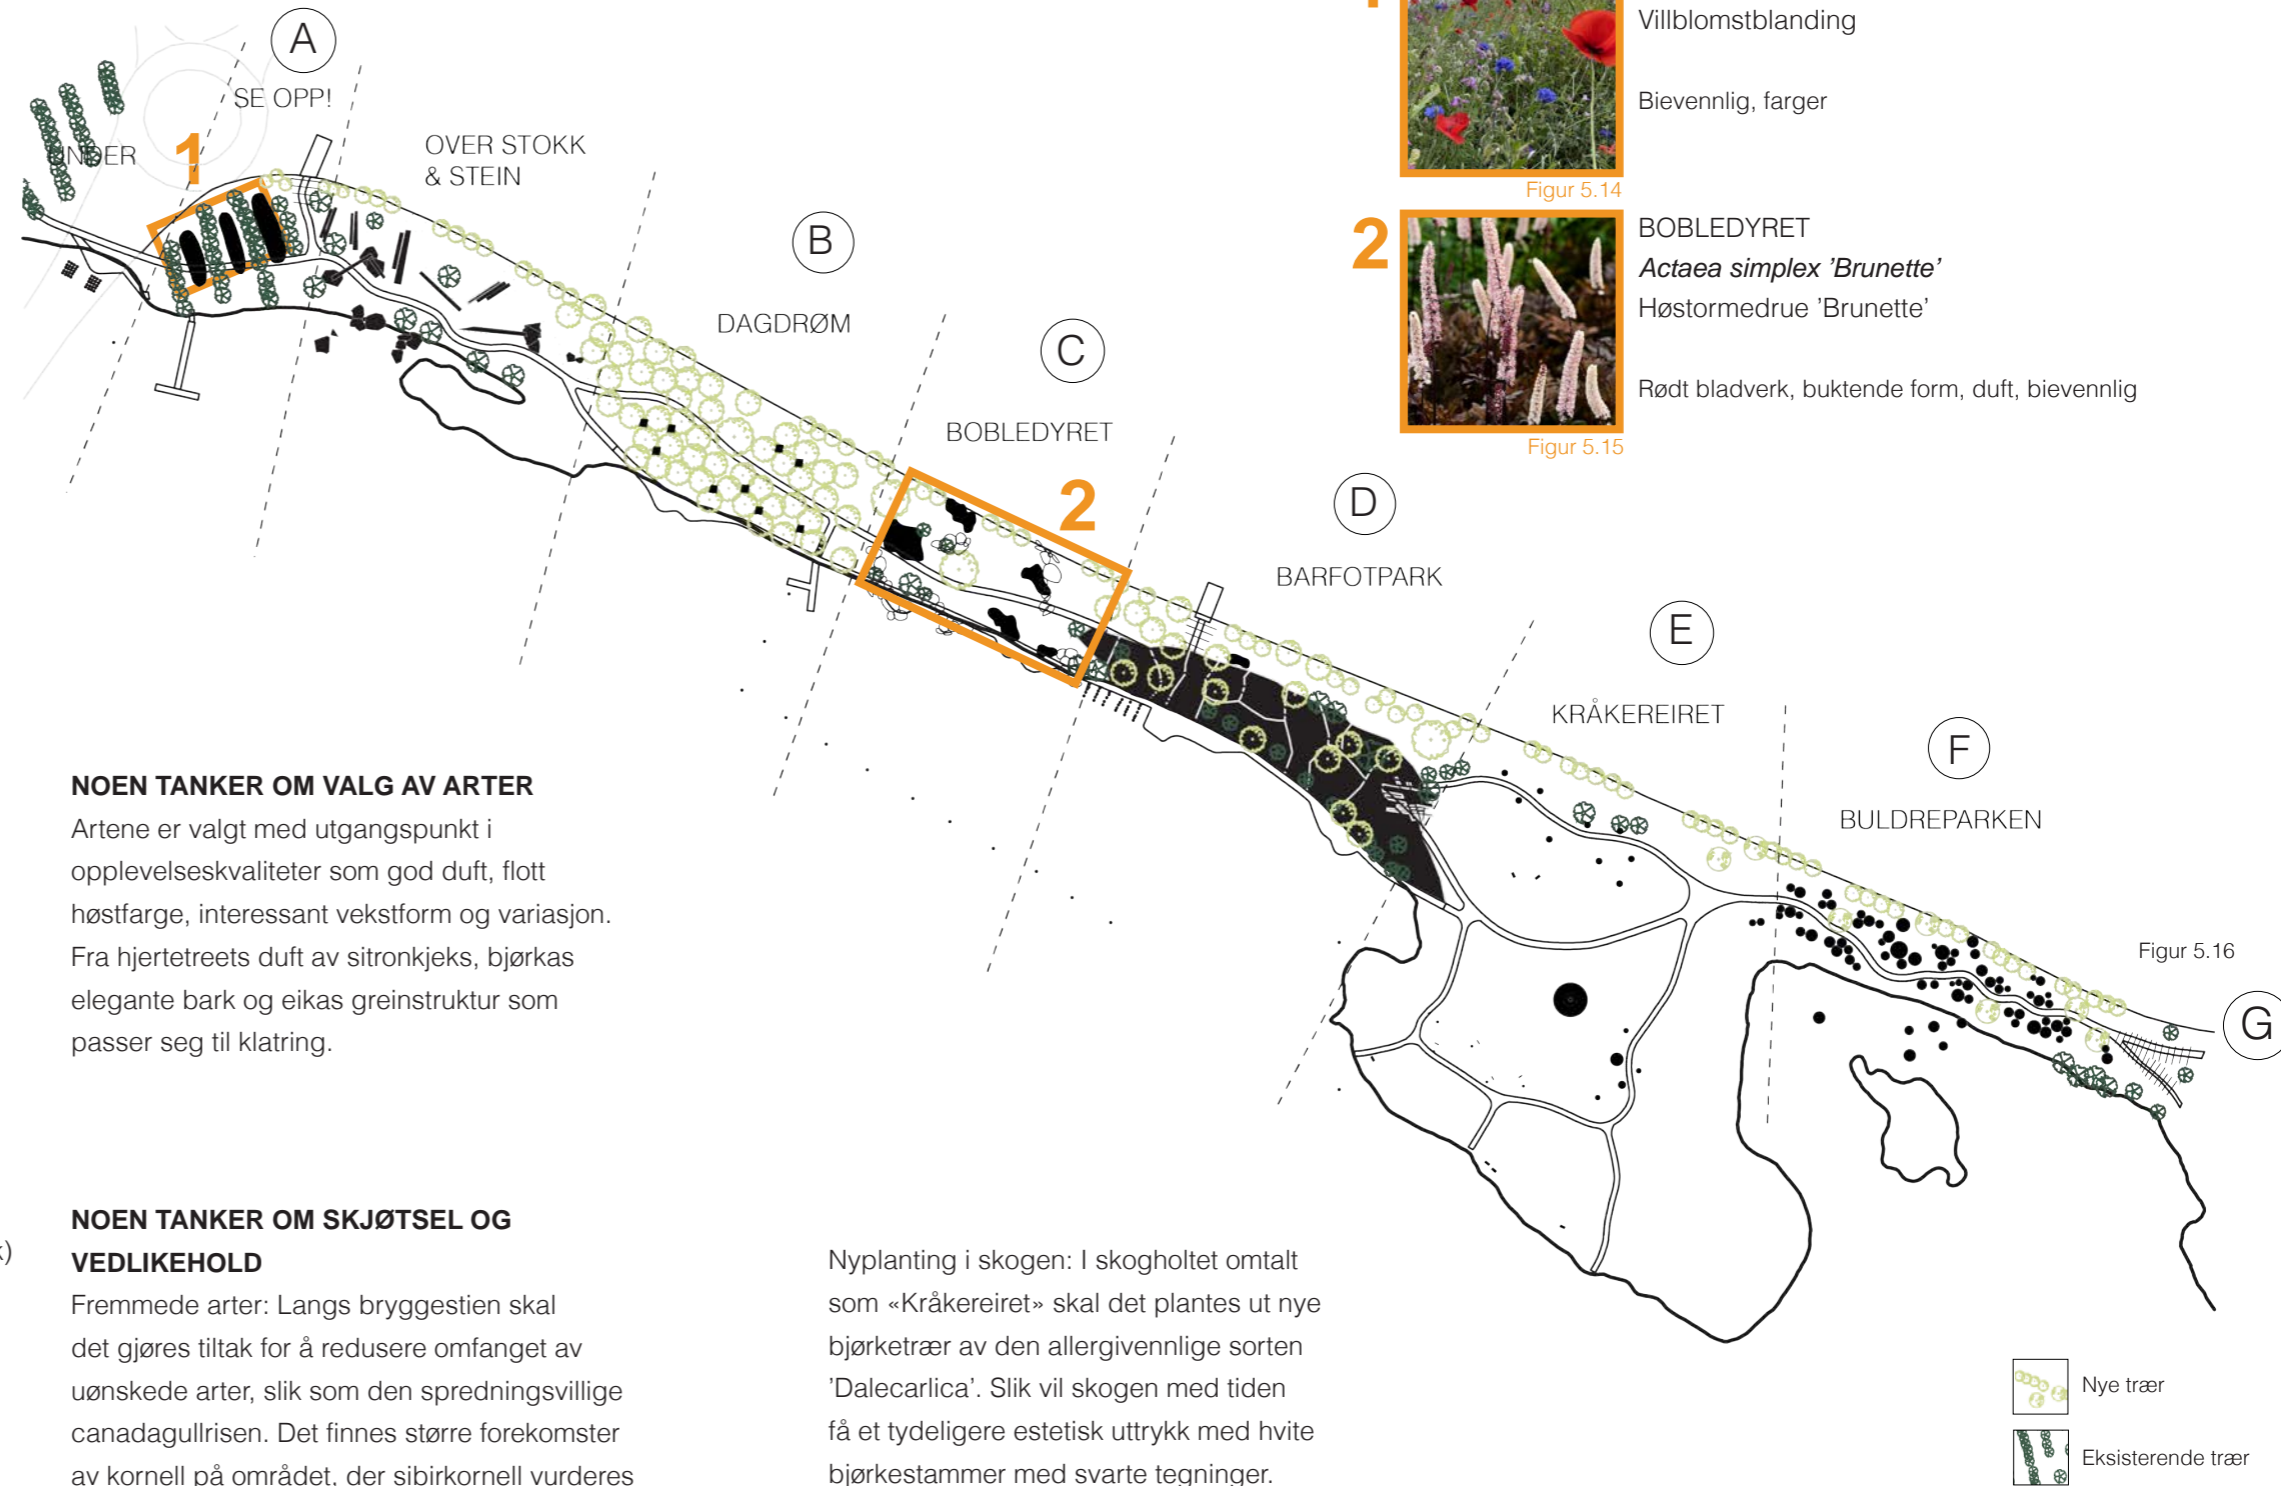 A
SE OPP!
UNDER
1
OVER STOKK
& STEIN
B
DAGDRØM
C
BOBLEDYRET
2
D
BARFOTPARK
E
KRÅKEREIRET
F
BULDREPARKEN
Figur 5.16
G
Villblomstblanding
Bievennlig, farger
Figur 5.14
2
BOBLEDYRET
Actaea simplex ’Brunette’
Høstormedrue ’Brunette’
Rødt bladverk, buktende form, duft, bievennlig
Figur 5.15
NOEN TANKER OM VALG AV ARTER
Artene er valgt med utgangspunkt i
opplevelseskvaliteter som god duft, flott
høstfarge, interessant vekstform og variasjon.
Fra hjertetreets duft av sitronkjeks, bjørkas
elegante bark og eikas greinstruktur som
passer seg til klatring.
NOEN TANKER OM SKJØTSEL OG
VEDLIKEHOLD
Fremmede arter: Langs bryggestien skal
det gjøres tiltak for å redusere omfanget av
uønskede arter, slik som den spredningsvillige
canadagullrisen. Det finnes større forekomster
av kornell på området, der sibirkornell vurderes
Nyplanting i skogen: I skogholtet omtalt
som «Kråkereiret» skal det plantes ut nye
bjørketrær av den allergivennlige sorten
’Dalecarlica’. Slik vil skogen med tiden
få et tydeligere estetisk uttrykk med hvite
bjørkestammer med svarte tegninger.
Nye trær
Eksisterende trær